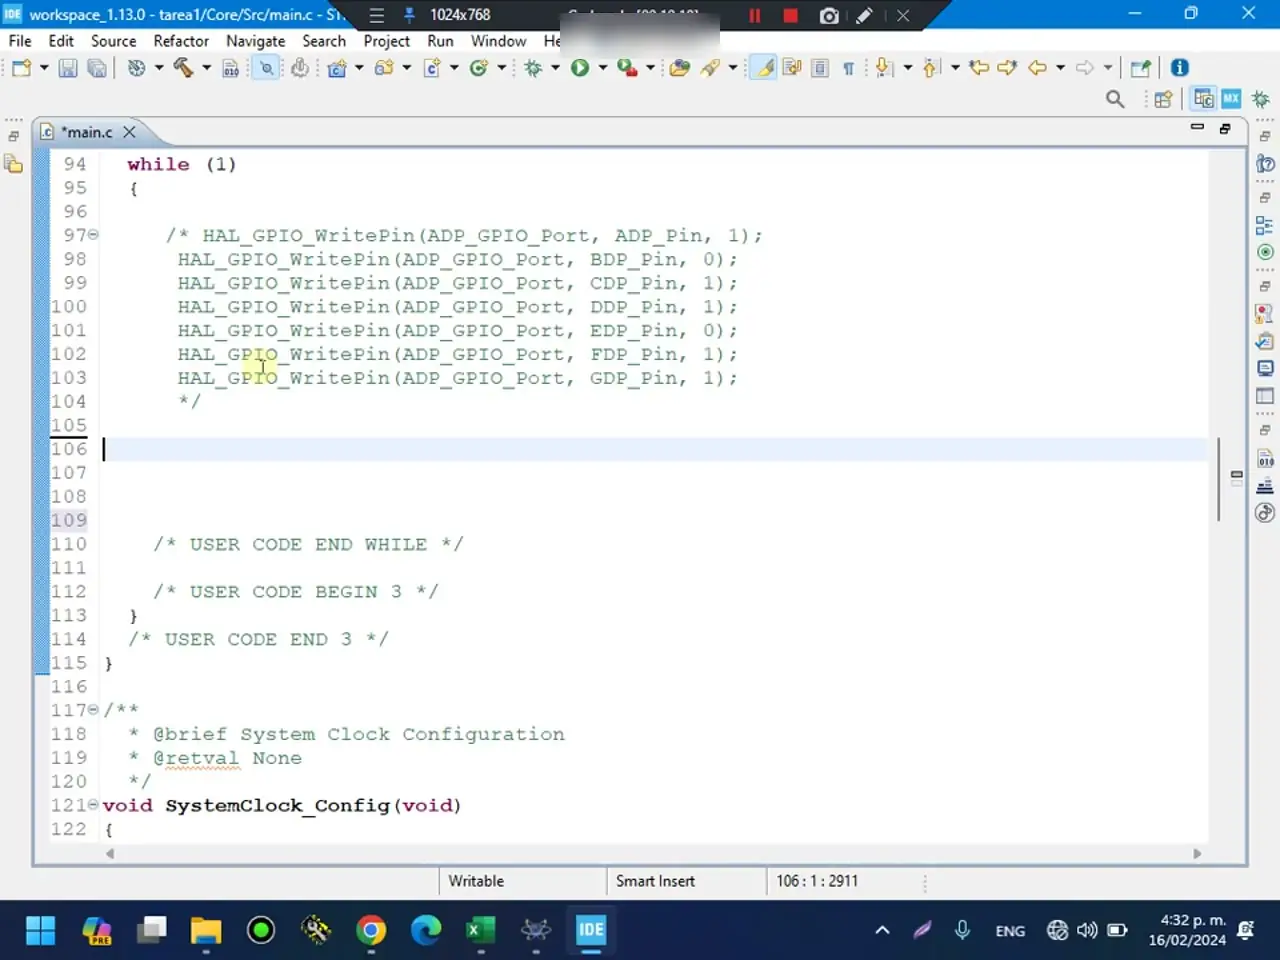 IDE workspace_1.13.0 - tarea1/Core/Src/main.c - ST
1024x768
File Edit Source Refactor Navigate Search Project Run Window He
*main.c
94 while (1)
95 {
96
97 /* HAL_GPIO_WritePin(ADP_GPIO_Port, ADP_Pin, 1);
98 HAL_GPIO_WritePin(ADP_GPIO_Port, BDP_Pin, 0);
99 HAL_GPIO_WritePin(ADP_GPIO_Port, CDP_Pin, 1);
100 HAL_GPIO_WritePin(ADP_GPIO_Port, DDP_Pin, 1);
101 HAL_GPIO_WritePin(ADP_GPIO_Port, EDP_Pin, 0);
102 HAL_GPIO_WritePin(ADP_GPIO_Port, FDP_Pin, 1);
103 HAL_GPIO_WritePin(ADP_GPIO_Port, GDP_Pin, 1);
104 */
105
106
107
108
109
110 /* USER CODE END WHILE */
111
112 /* USER CODE BEGIN 3 */
113 }
114 /* USER CODE END 3 */
115 }
116
117 /**
118 * @brief System Clock Configuration
119 * @retval None
120 */
121 void SystemClock_Config(void)
122 {
Writable Smart Insert 106 : 1 : 2911
PRE IDE ENG 4:32 p. m.
16/02/2024